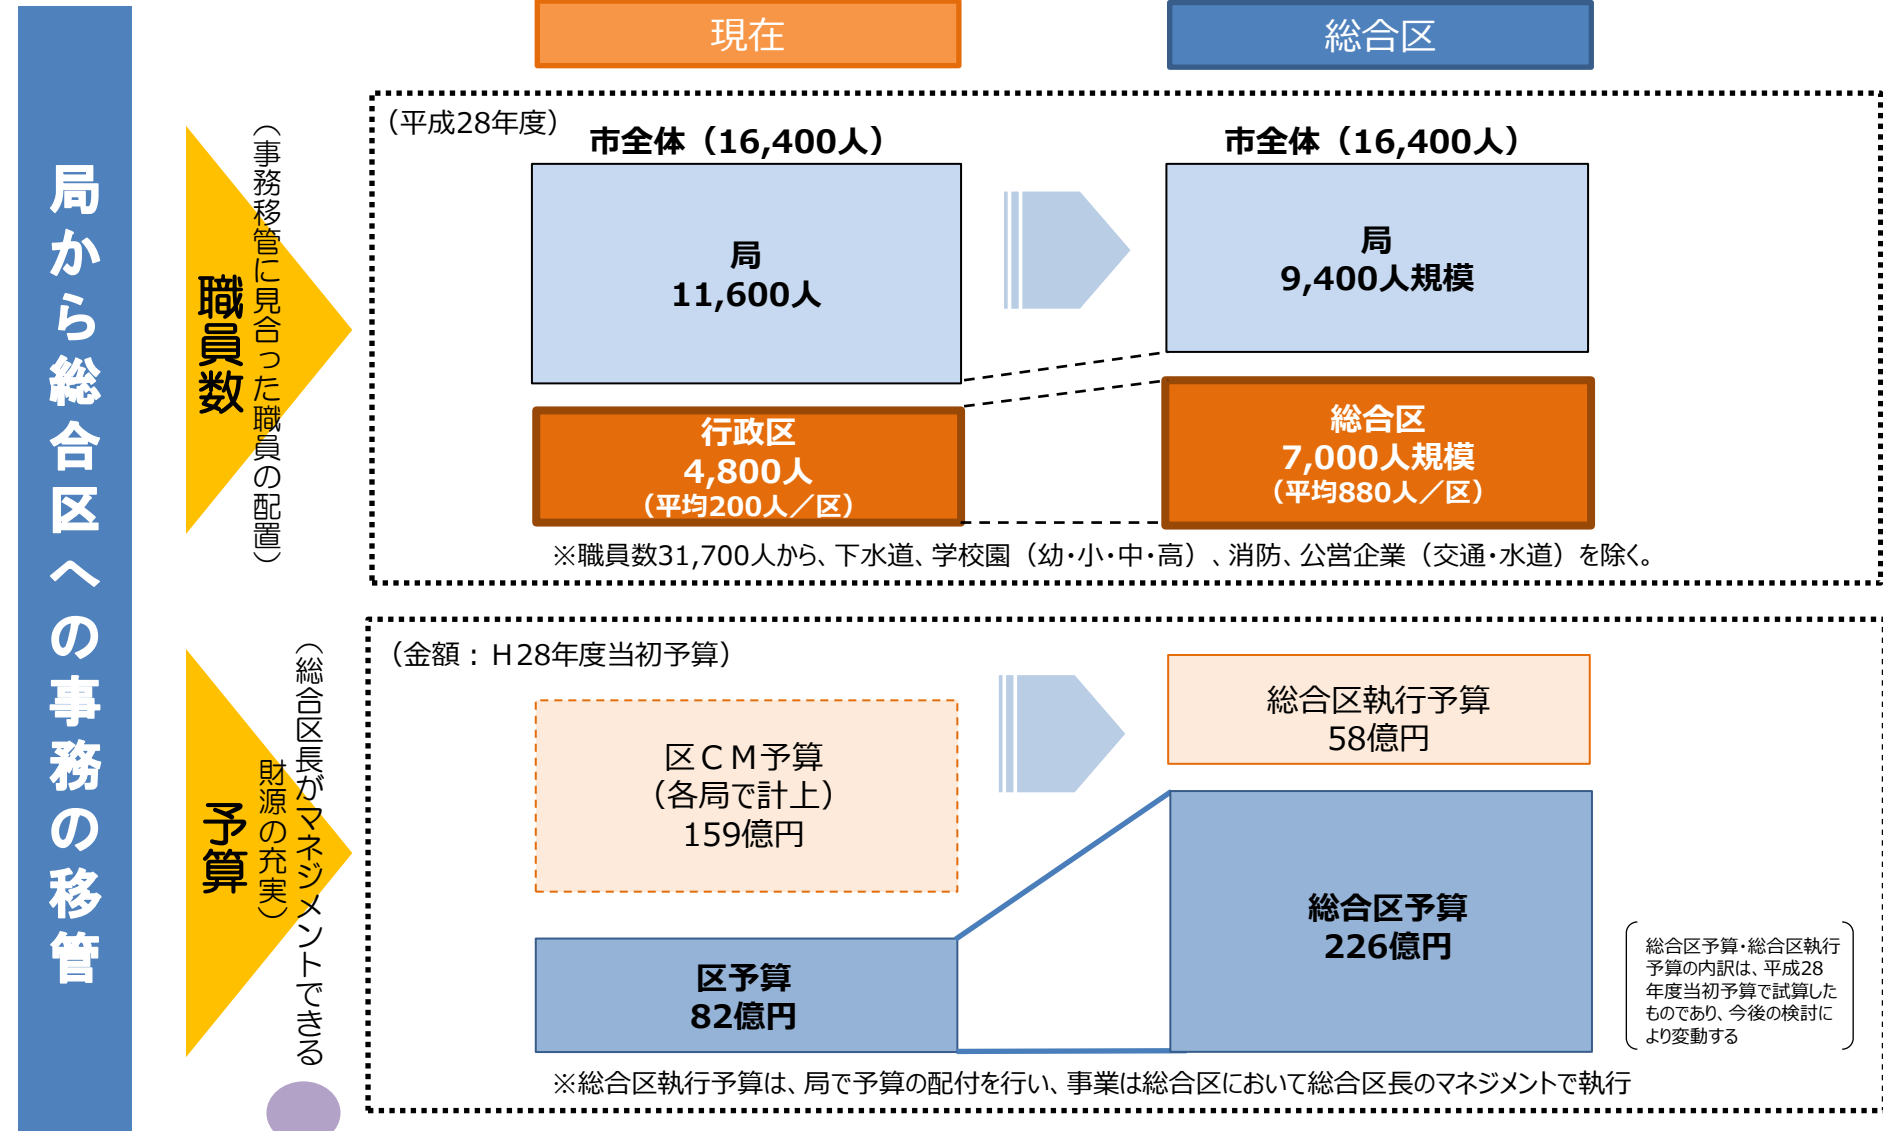 現在
総合区
局から総合区への事務の移管
職員数
（事務移管に見合った職員の配置）
（平成28年度）
市全体（16,400人）
局
11,600人
行政区
4,800人
（平均200人／区）
市全体（16,400人）
局
9,400人規模
総合区
7,000人規模
（平均880人／区）
※職員数31,700人から、下水道、学校園（幼・小・中・高）、消防、公営企業（交通・水道）を除く。
予算
（総合区長がマネジメントできる
財源の充実）
（金額：Ｈ28年度当初予算）
区ＣＭ予算
（各局で計上）
159億円
区予算
82億円
総合区執行予算
58億円
総合区予算
226億円
総合区予算・総合区執行
予算の内訳は、平成28
年度当初予算で試算した
ものであり、今後の検討に
より変動する
※総合区執行予算は、局で予算の配付を行い、事業は総合区において総合区長のマネジメントで執行